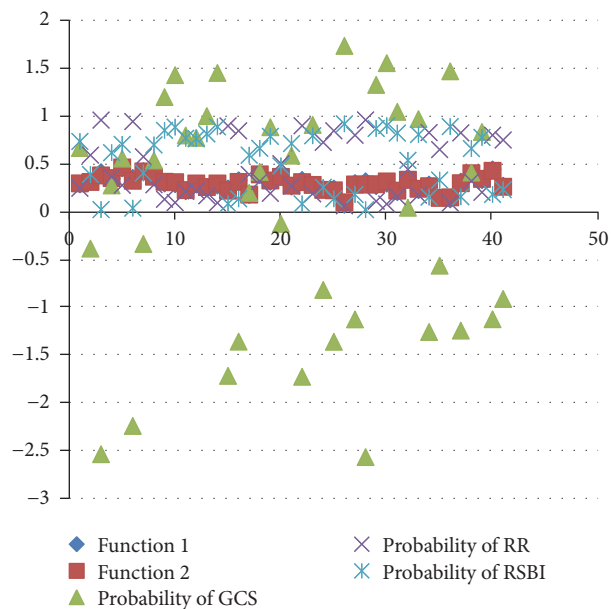 2
1.5
1
0.5
0
0 10 20 30 40 50
−0.5
−1
−1.5
−2
−2.5
−3
Function 1
Function 2
Probability of GCS
Probability of RR
Probability of RSBI